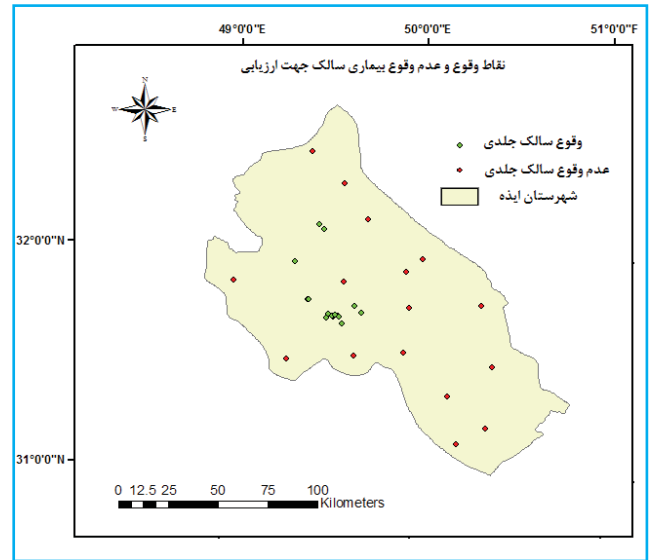 49°0'0"E 50°0'0"E 51°0'0"E
نقاط وقوع و عدم وقوع بیماری سالک جهت ارزیابی
N
W E
S
وقوع سالک جلدی
عدم وقوع سالک جلدی
شهرستان ایذه
32°0'0"N
31°0'0"N
0 12.5 25 50 75 100
Kilometers